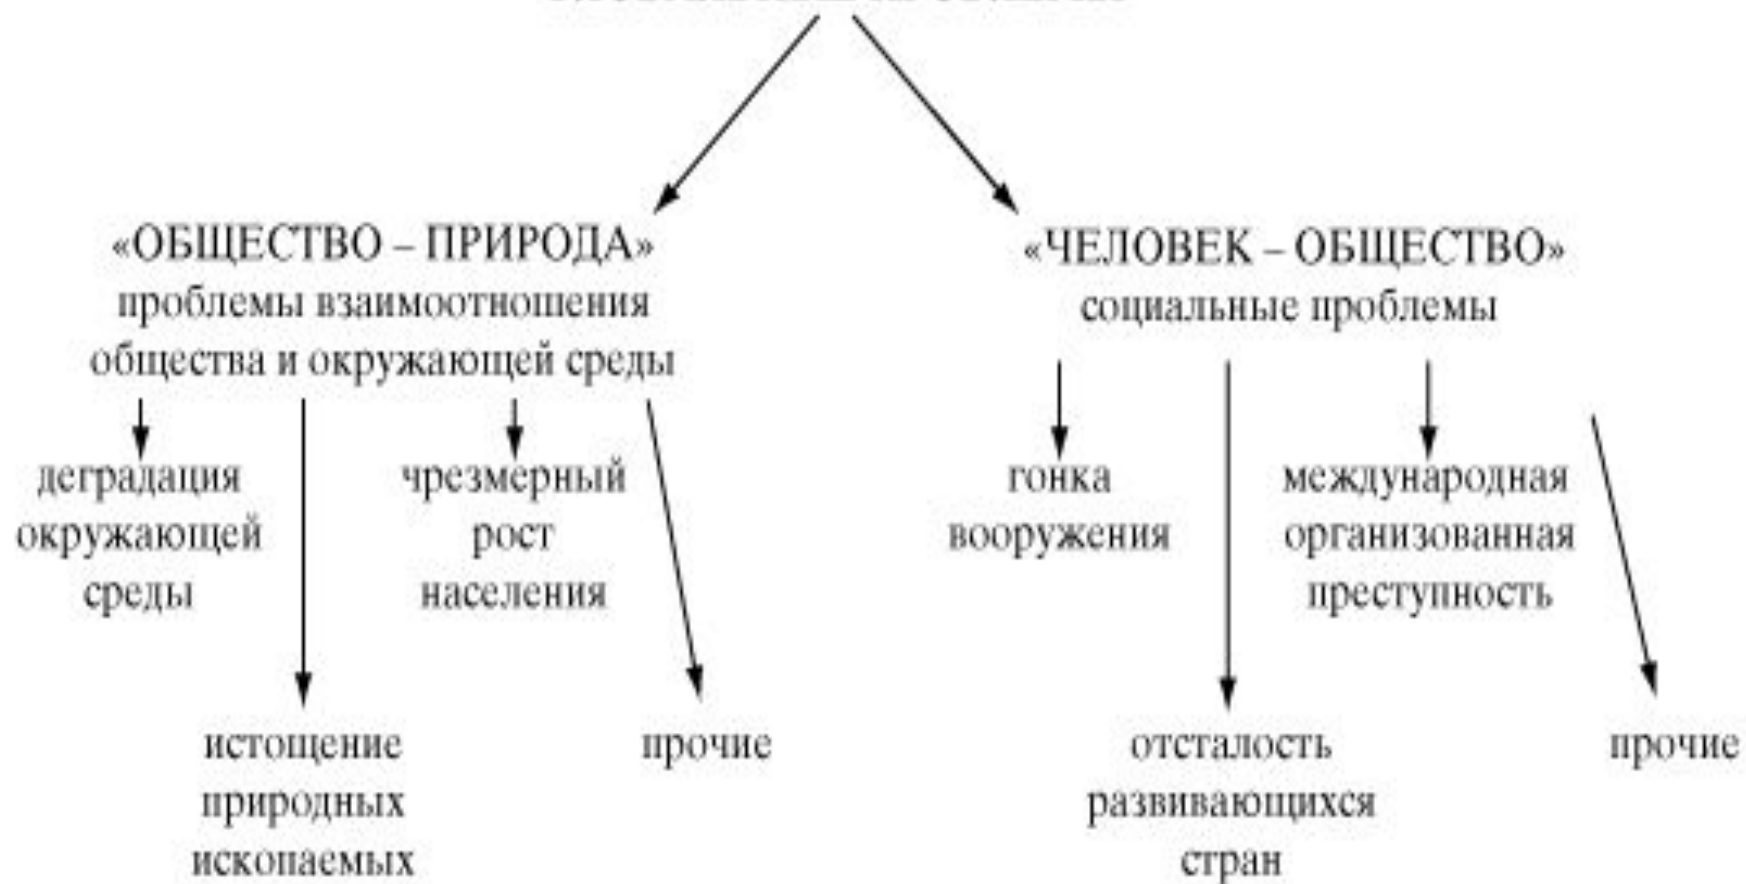 «ОБЩЕСТВО – ПРИРОДА»
проблемы взаимоотношения
общества и окружающей среды
деградация
окружающей
среды
истощение
природных
ископаемых
чрезмерный
рост
населения
прочие
«ЧЕЛОВЕК – ОБЩЕСТВО»
социальные проблемы
гонка
вооружения
отсталость
развивающихся
стран
международная
организованная
преступность
прочие